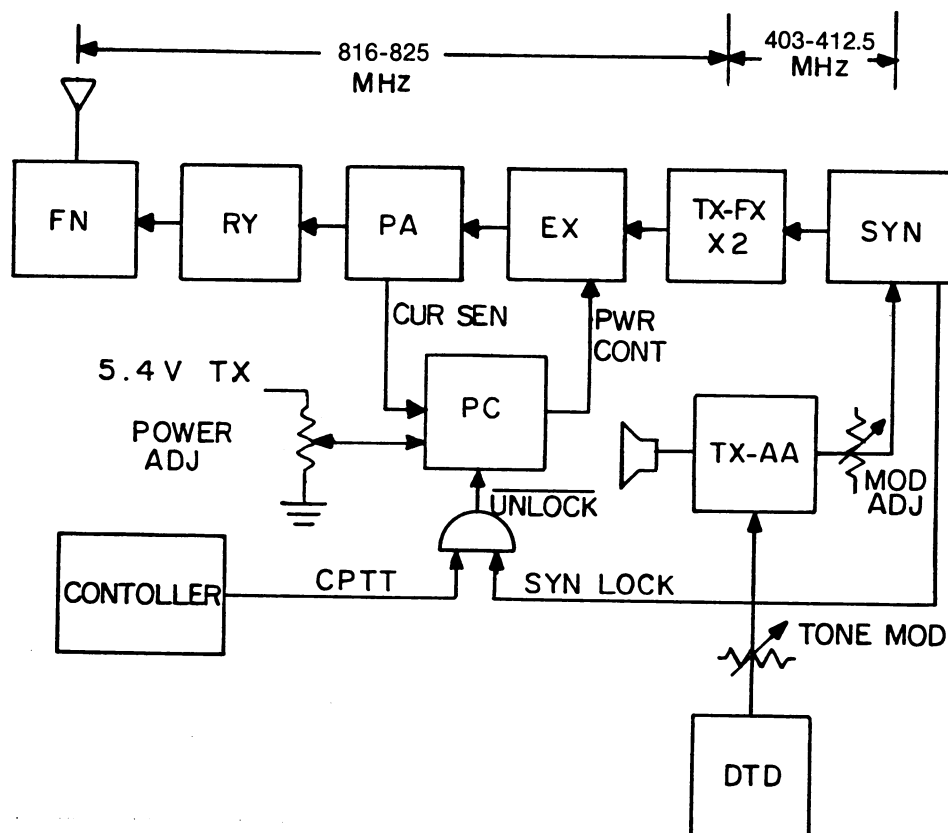 816-825
MHz
403-412.5
MHz
FN
RY
PA
EX
TX-FX
X2
SYN
CUR SEN
PWR
CONT
5.4V TX
POWER
ADJ
PC
TX-AA
MOD
ADJ
UNLOCK
CONTOLLER
CPTT
SYN LOCK
TONE MOD
DTD